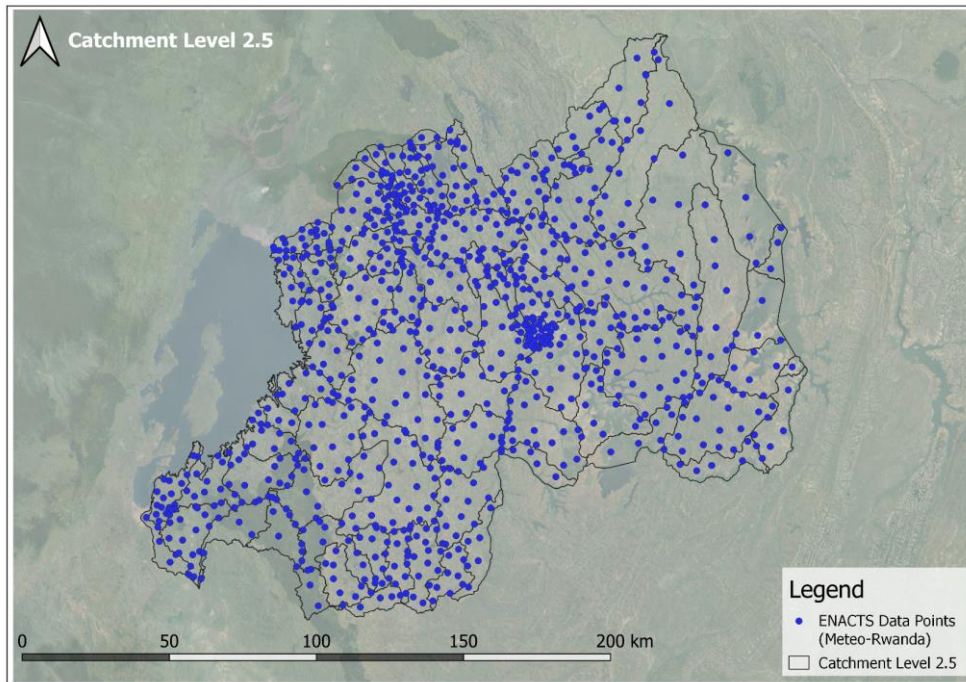 Catchment Level 2.5
Legend
ENACTS Data Points
(Meteo-Rwanda)
Catchment Level 2.5
0 50 100 150 200 km